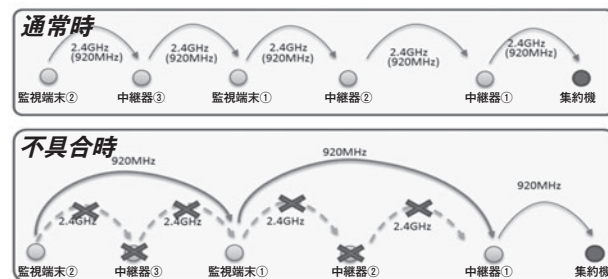 通常時
2.4GHz
(920MHz)
2.4GHz
(920MHz)
2.4GHz
(920MHz)
2.4GHz
(920MHz)
2.4GHz
(920MHz)
監視端末②
中継器③
監視端末①
中継器②
中継器①
集約機
不具合時
920MHz
920MHz
920MHz
2.4GHz
2.4GHz
2.4GHz
2.4GHz
監視端末②
中継器③
監視端末①
中継器②
中継器①
集約機